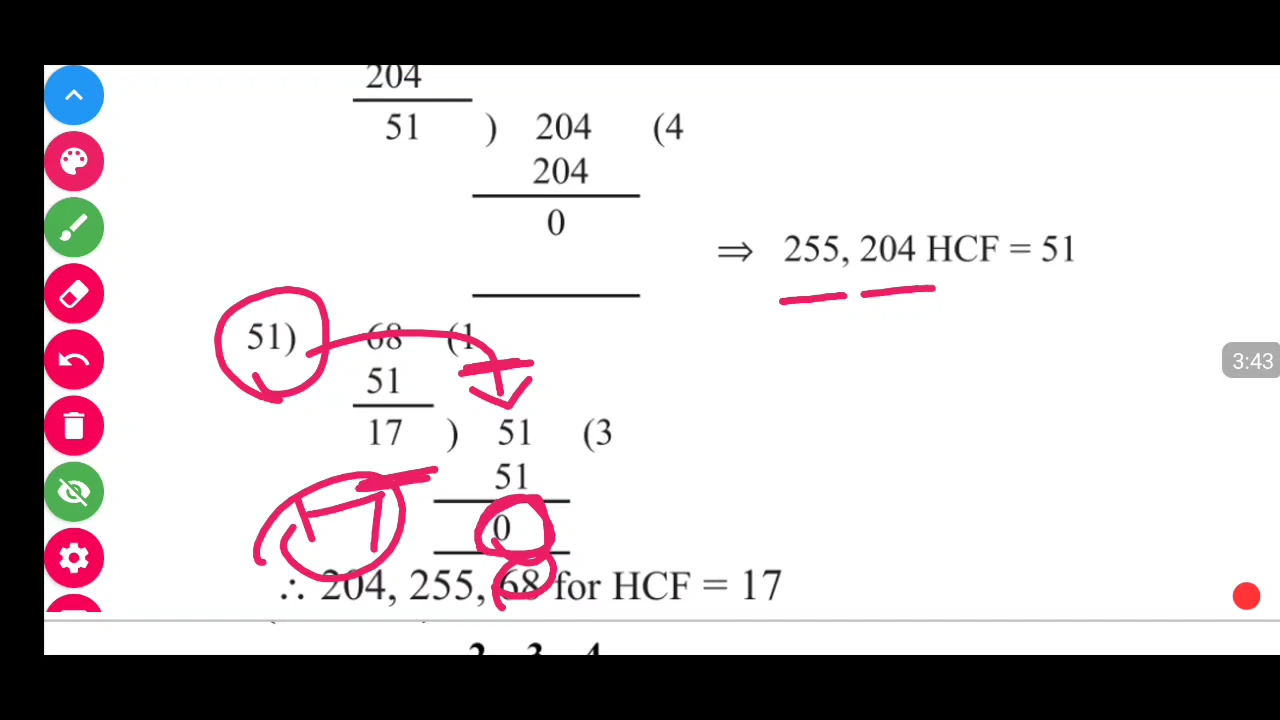 204
51 ) 204 (4
204
0
⇒ 255, 204 HCF = 51
51) 68 (1
51
17 ) 51 (3
51
0
∴ 204, 255, 68 for HCF = 17
3:43